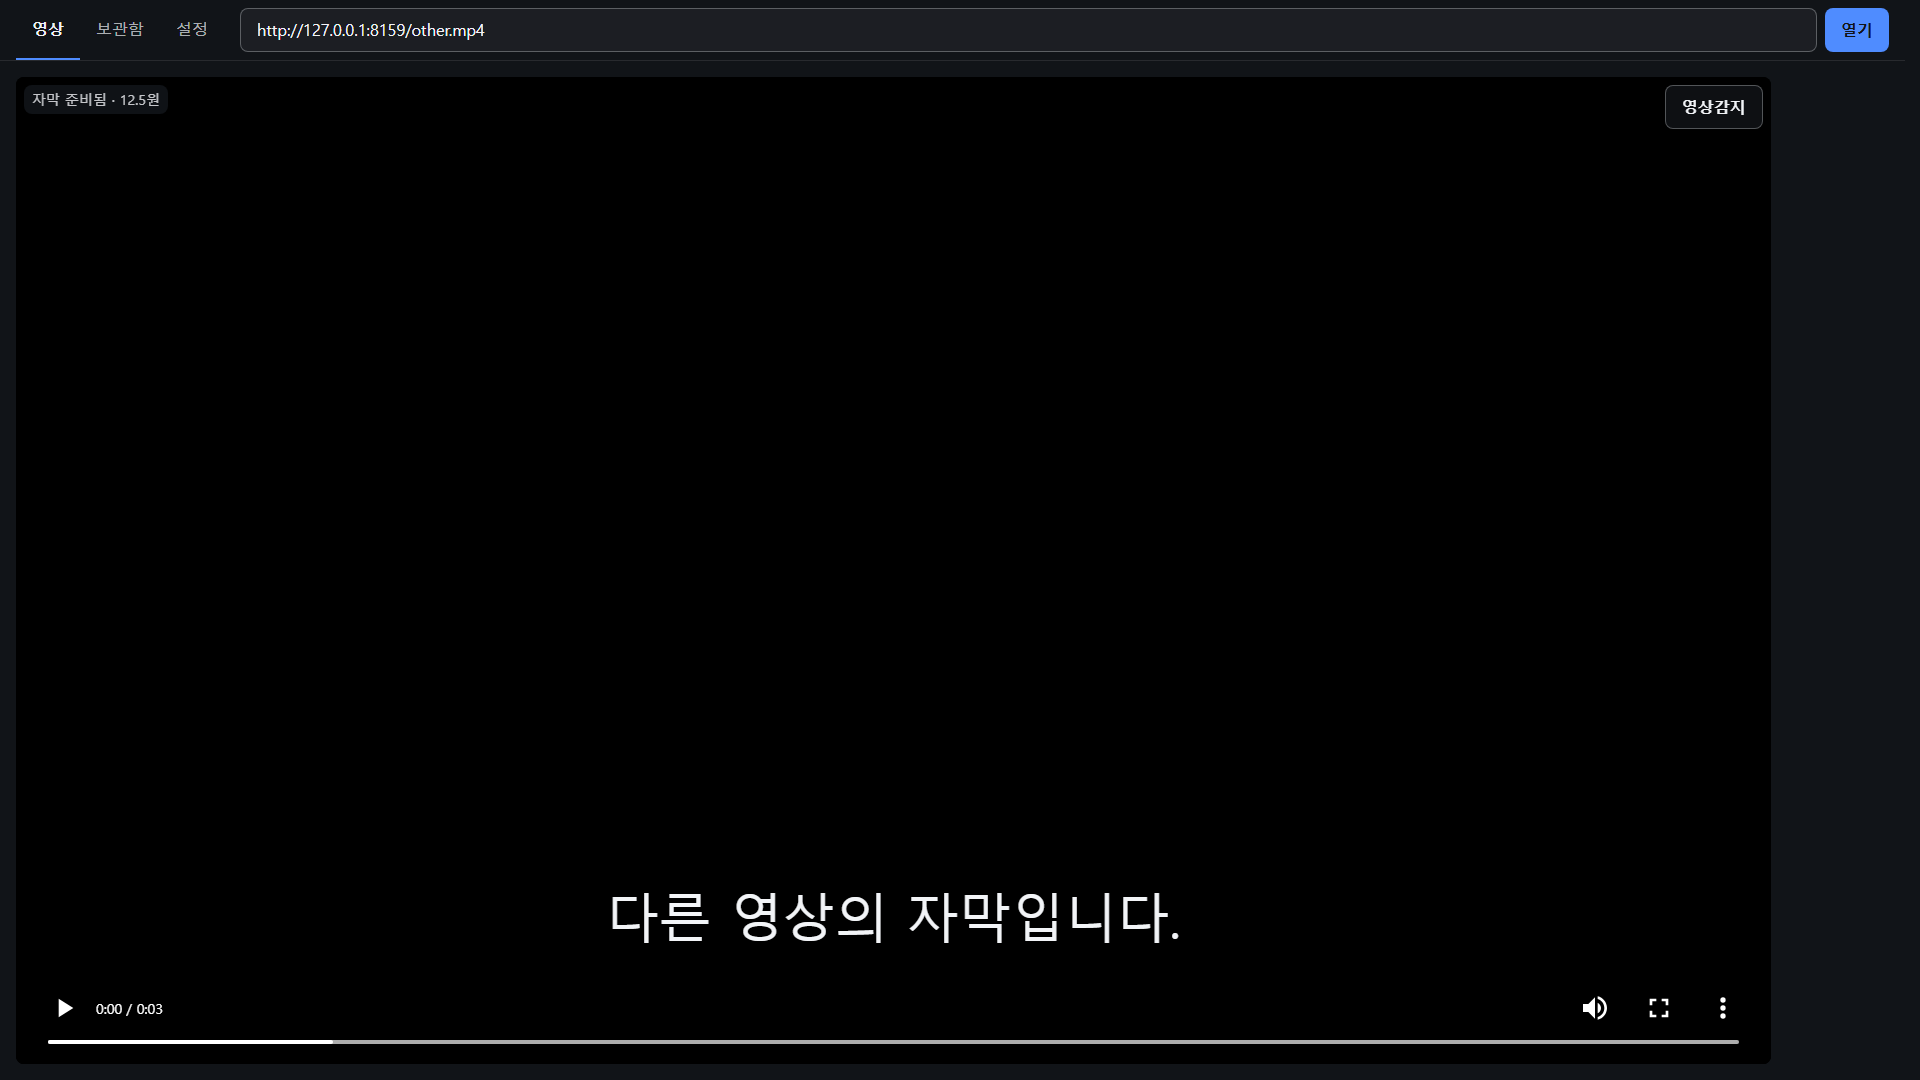 영상 보관함 설정 http://127.0.0.1:8159/other.mp4 열기
자막 준비됨 · 12.5원 영상감지
다른 영상의 자막입니다.
0:00 / 0:03